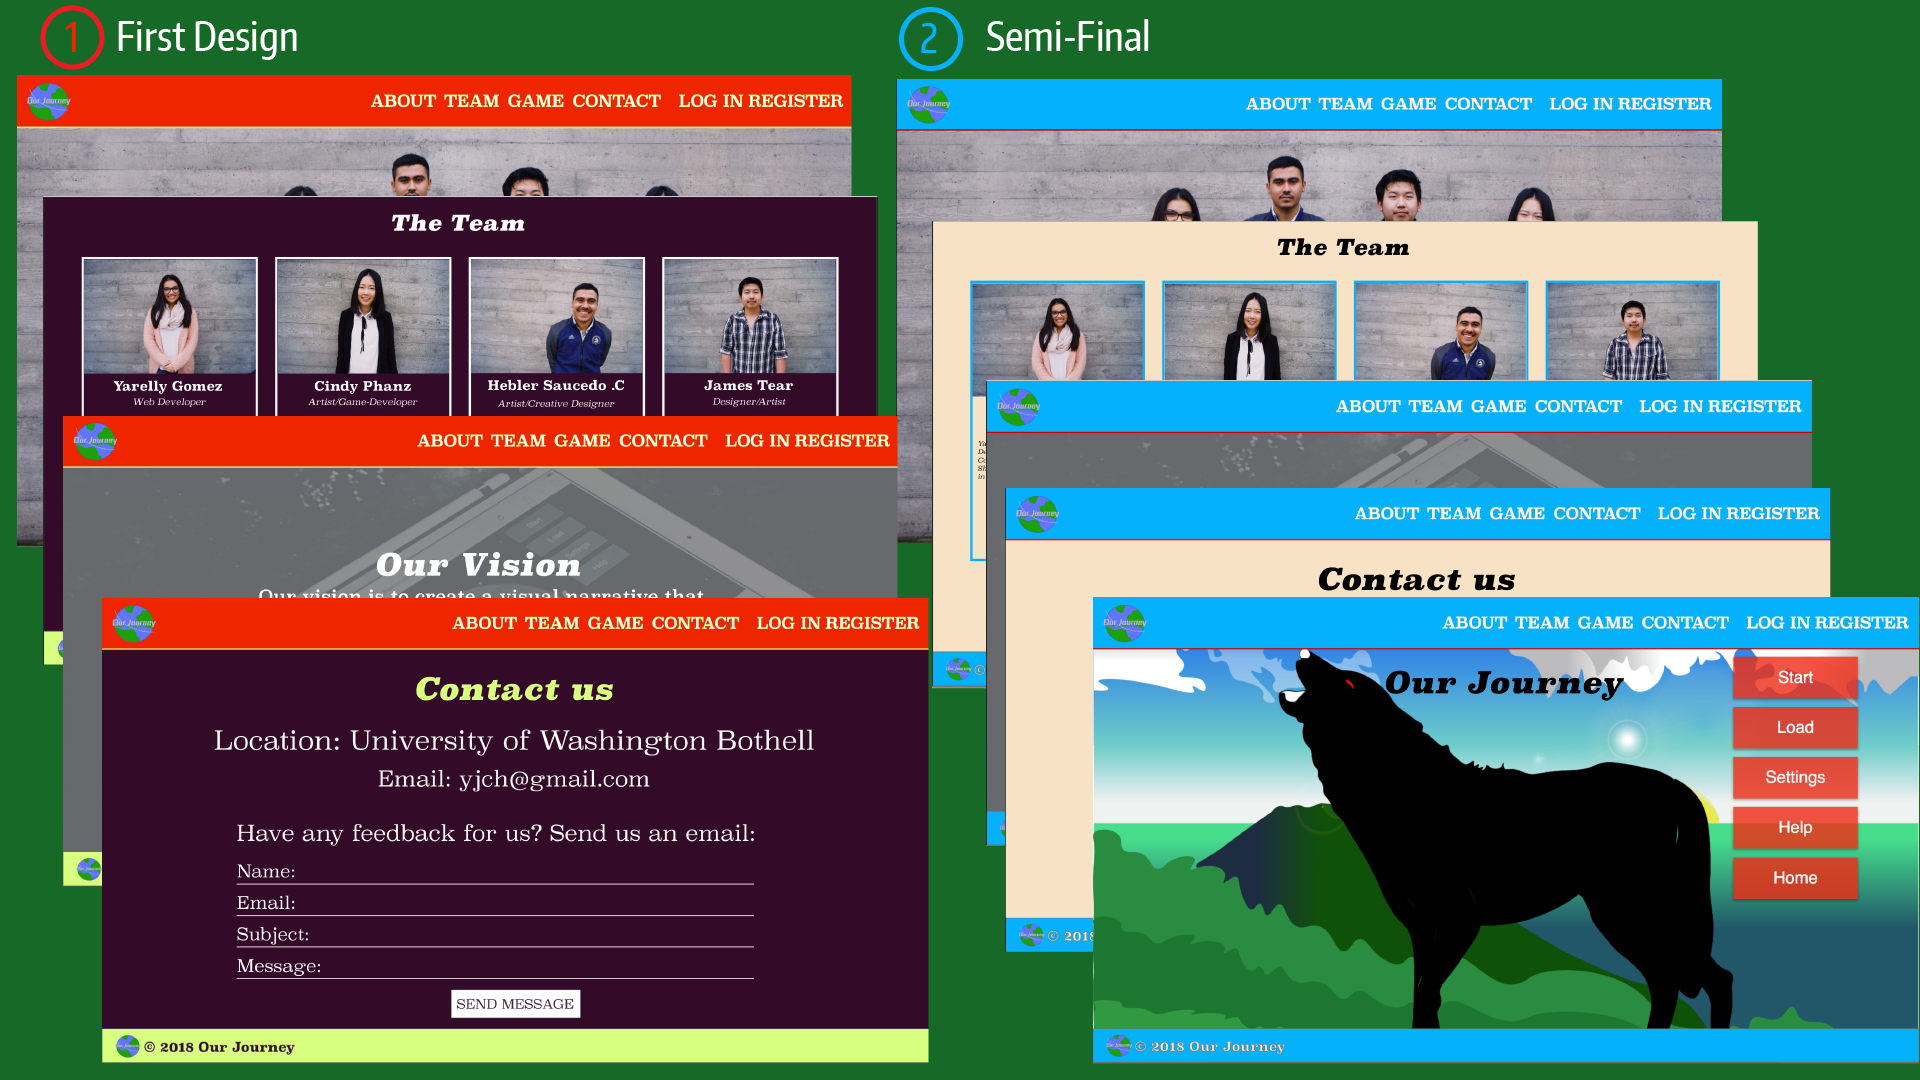 1 First Design
Our Journey
ABOUT TEAM GAME CONTACT LOG IN REGISTER
The Team
Yarelly Gomez
Web Developer
Cindy Phanz
Artist/Game-Developer
Hebler Saucedo .C
Artist/Creative Designer
James Tear
Designer/Artist
Our Journey
ABOUT TEAM GAME CONTACT LOG IN REGISTER
Our Vision
Our vision is to create a visual narrative that
Our Journey
ABOUT TEAM GAME CONTACT LOG IN REGISTER
Contact us
Location: University of Washington Bothell
Email: yjch@gmail.com
Have any feedback for us? Send us an email:
Name:
Email:
Subject:
Message:
SEND MESSAGE
© 2018 Our Journey
2 Semi-Final
Our Journey
ABOUT TEAM GAME CONTACT LOG IN REGISTER
The Team
©
Our Journey
ABOUT TEAM GAME CONTACT LOG IN REGISTER
Our Journey
ABOUT TEAM GAME CONTACT LOG IN REGISTER
Contact us
© 2018
Our Journey
ABOUT TEAM GAME CONTACT LOG IN REGISTER
Our Journey
Start
Load
Settings
Help
Home
© 2018 Our Journey